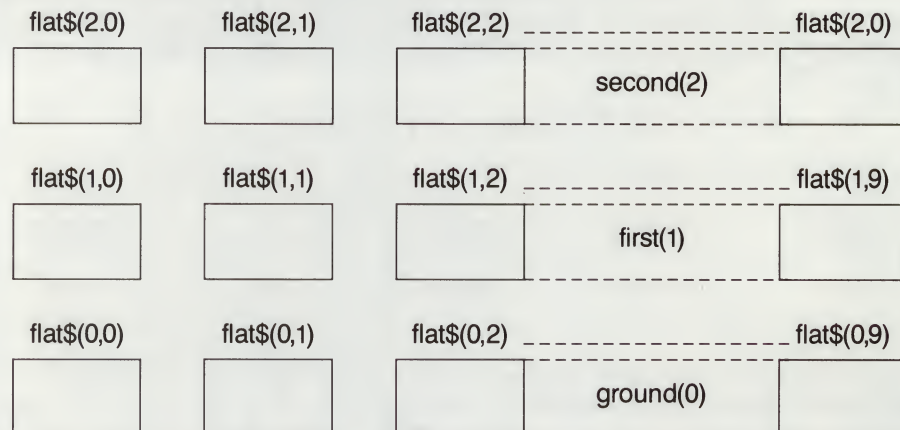 flat$(2.0) flat$(2,1) flat$(2,2) flat$(2,0)
second(2)
flat$(1,0) flat$(1,1) flat$(1,2) flat$(1,9)
first(1)
flat$(0,0) flat$(0,1) flat$(0,2) flat$(0,9)
ground(0)